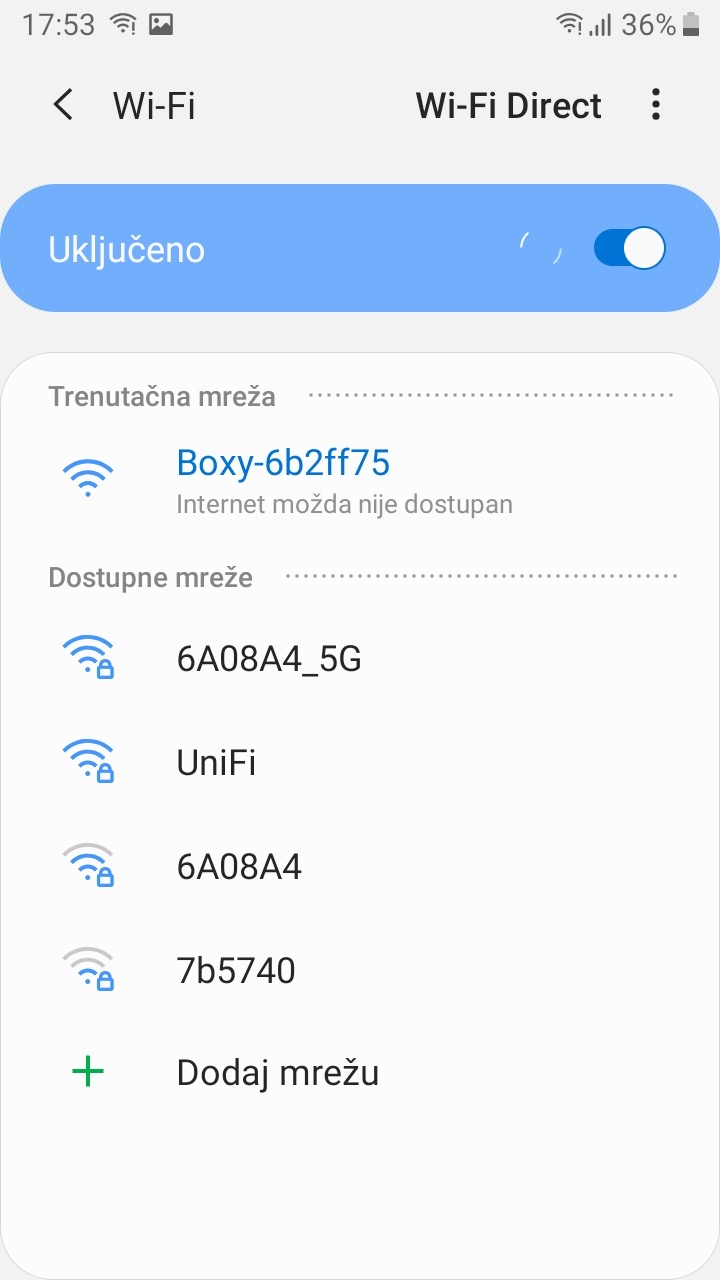 17:53 36%
Wi-Fi Wi-Fi Direct
Uključeno
Trenutačna mreža
Boxy-6b2ff75
Internet možda nije dostupan
Dostupne mreže
6A08A4_5G
UniFi
6A08A4
7b5740
Dodaj mrežu